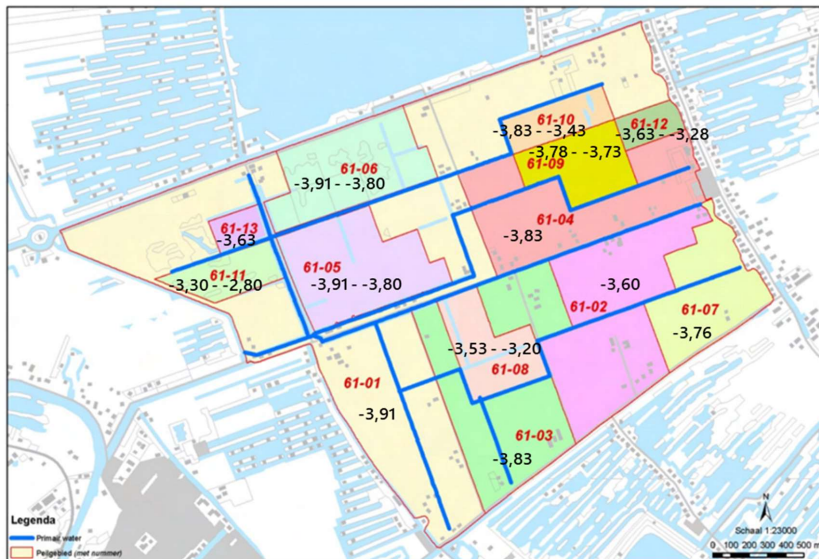 61-10
-3,83 - -3,43
61-12
-3,63 - -3,28
-3,78 - -3,73
61-09
61-06
-3,91 - -3,80
61-13
-3,63
61-04
-3,83
61-05
-3,91 - -3,80
61-11
-3,30 - -2,80
-3,60
61-02
61-07
-3,76
-3,53 - -3,20
61-08
61-01
-3,91
61-03
-3,83
Legenda
Primair water
Peilgebied (met nummer)
N
Schaal 1:23000
0 100 200 300 400 500 m